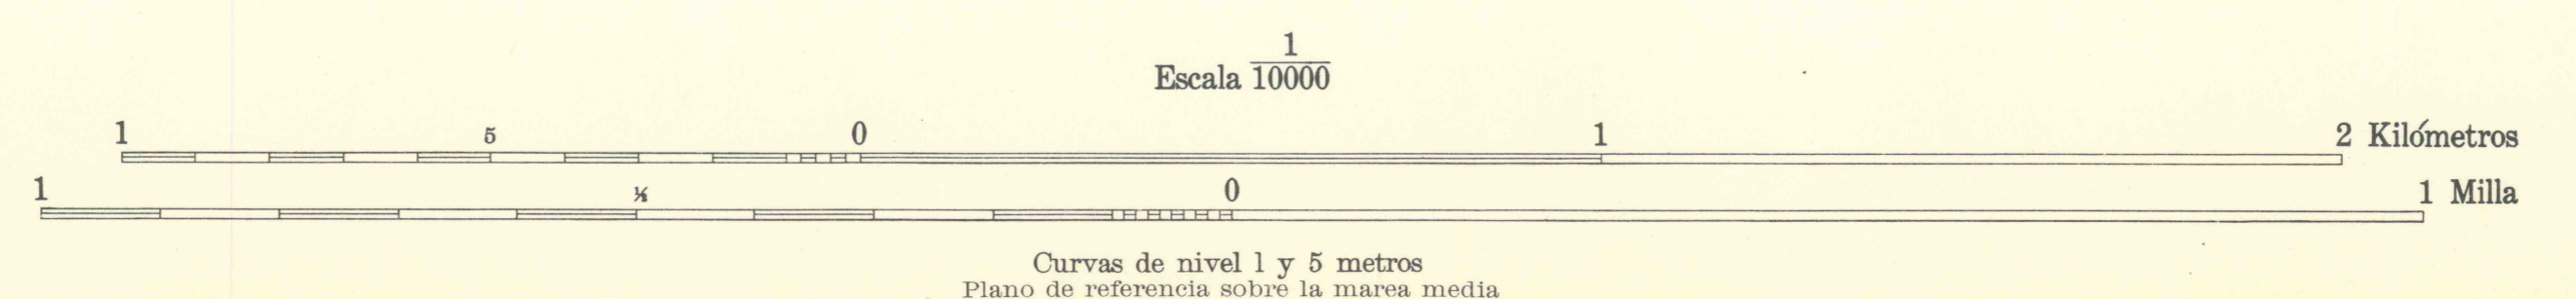 Escala 1/10000
1 5 0 1 2 Kilómetros
1 ½ 0 1 Milla
Curvas de nivel 1 y 5 metros
Plano de referencia sobre la marea media